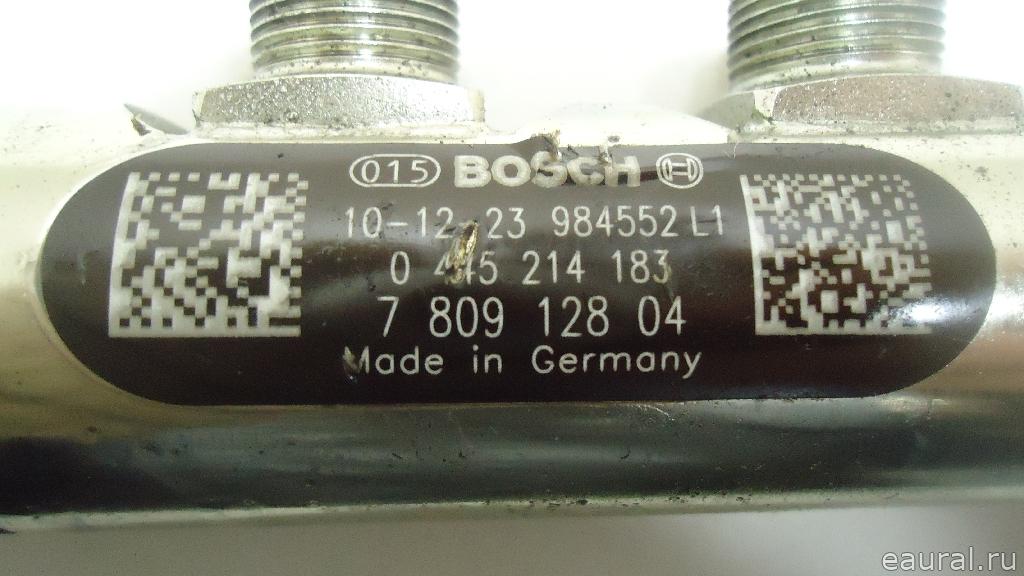 015 BOSCH
10-12-23 984552 L1
0 445 214 183
7 809 128 04
Made in Germany
eaural.ru